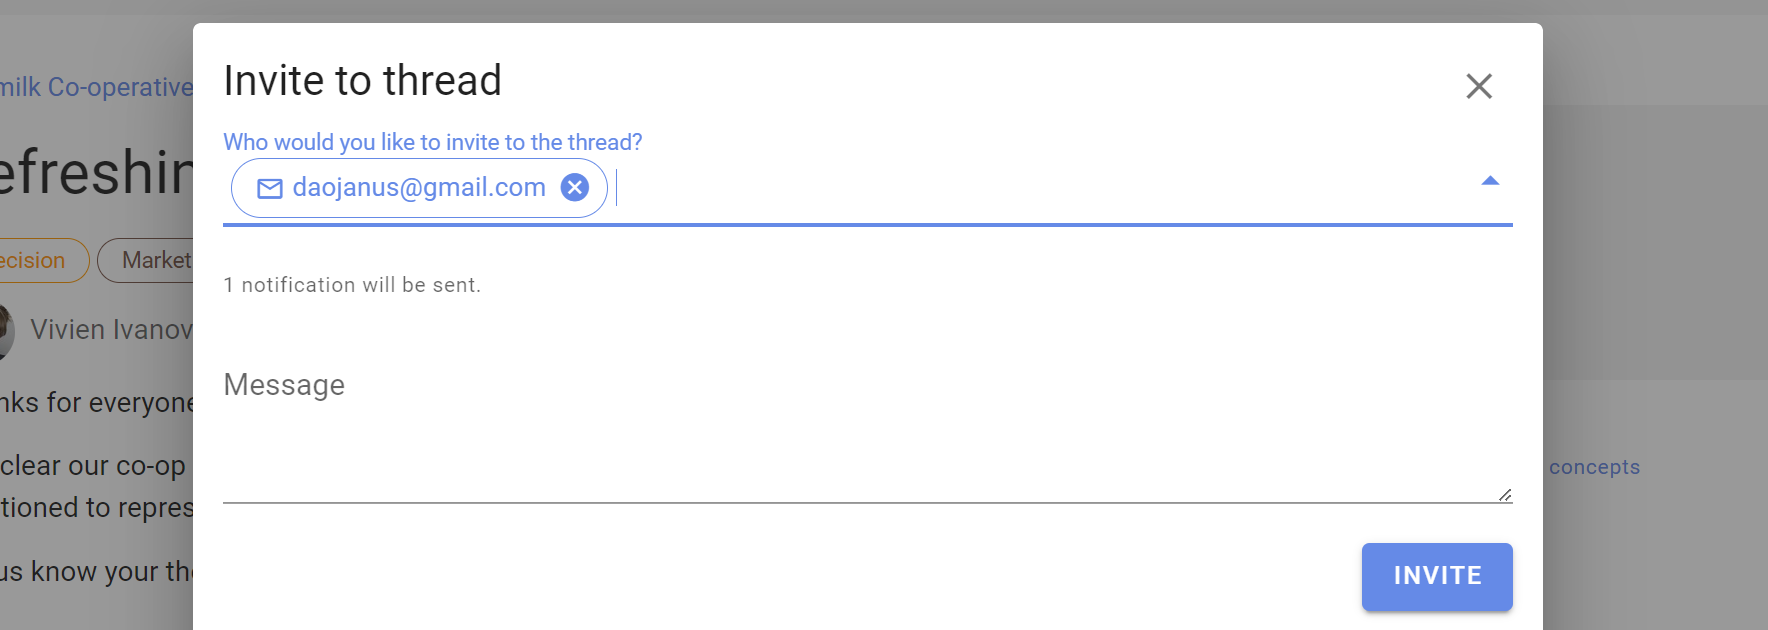 Invite to thread
Who would you like to invite to the thread?
daojanus@gmail.com
1 notification will be sent.
Message
INVITE
milk Co-operative
efreshin
ecision
Market
Vivien Ivanov
nks for everyone
clear our co-op
tioned to repres
us know your the
concepts